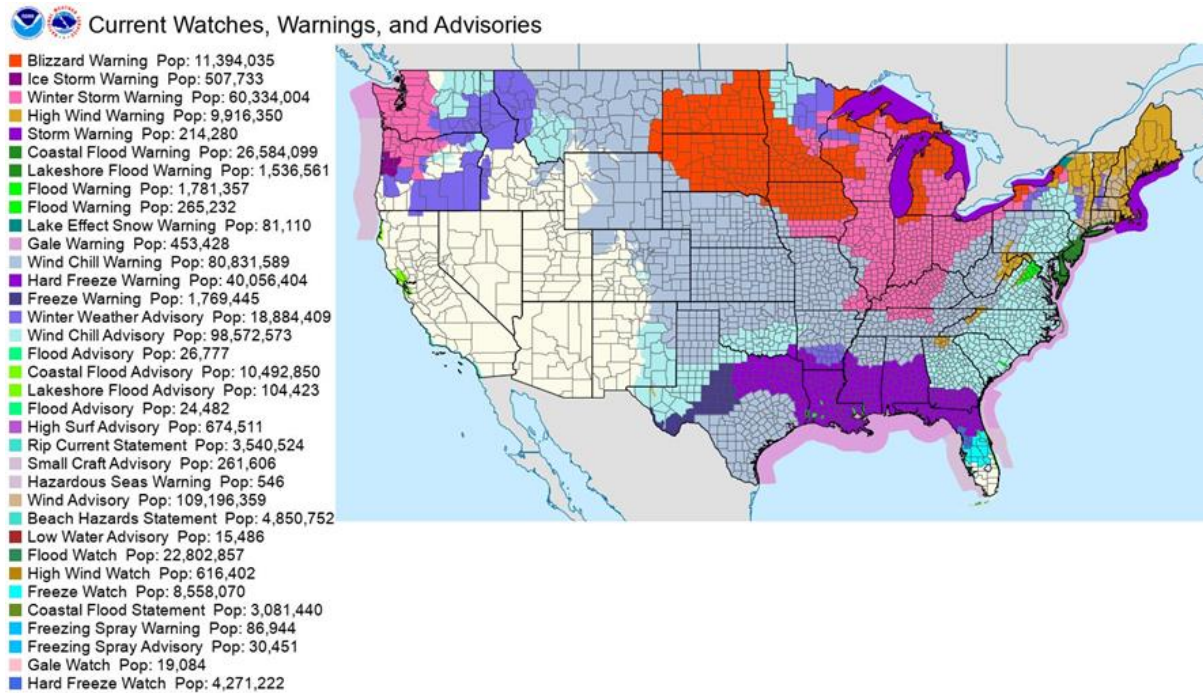 Current Watches, Warnings, and Advisories
Blizzard Warning Pop: 11,394,035
Ice Storm Warning Pop: 507,733
Winter Storm Warning Pop: 60,334,004
High Wind Warning Pop: 9,916,350
Storm Warning Pop: 214,280
Coastal Flood Warning Pop: 26,584,099
Lakeshore Flood Warning Pop: 1,536,561
Flood Warning Pop: 1,781,357
Flood Warning Pop: 265,232
Lake Effect Snow Warning Pop: 81,110
Gale Warning Pop: 453,428
Wind Chill Warning Pop: 80,831,589
Hard Freeze Warning Pop: 40,056,404
Freeze Warning Pop: 1,769,445
Winter Weather Advisory Pop: 18,884,409
Wind Chill Advisory Pop: 98,572,573
Flood Advisory Pop: 26,777
Coastal Flood Advisory Pop: 10,492,850
Lakeshore Flood Advisory Pop: 104,423
Flood Advisory Pop: 24,482
High Surf Advisory Pop: 674,511
Rip Current Statement Pop: 3,540,524
Small Craft Advisory Pop: 261,606
Hazardous Seas Warning Pop: 546
Wind Advisory Pop: 109,196,359
Beach Hazards Statement Pop: 4,850,752
Low Water Advisory Pop: 15,486
Flood Watch Pop: 22,802,857
High Wind Watch Pop: 616,402
Freeze Watch Pop: 8,558,070
Coastal Flood Statement Pop: 3,081,440
Freezing Spray Warning Pop: 86,944
Freezing Spray Advisory Pop: 30,451
Gale Watch Pop: 19,084
Hard Freeze Watch Pop: 4,271,222